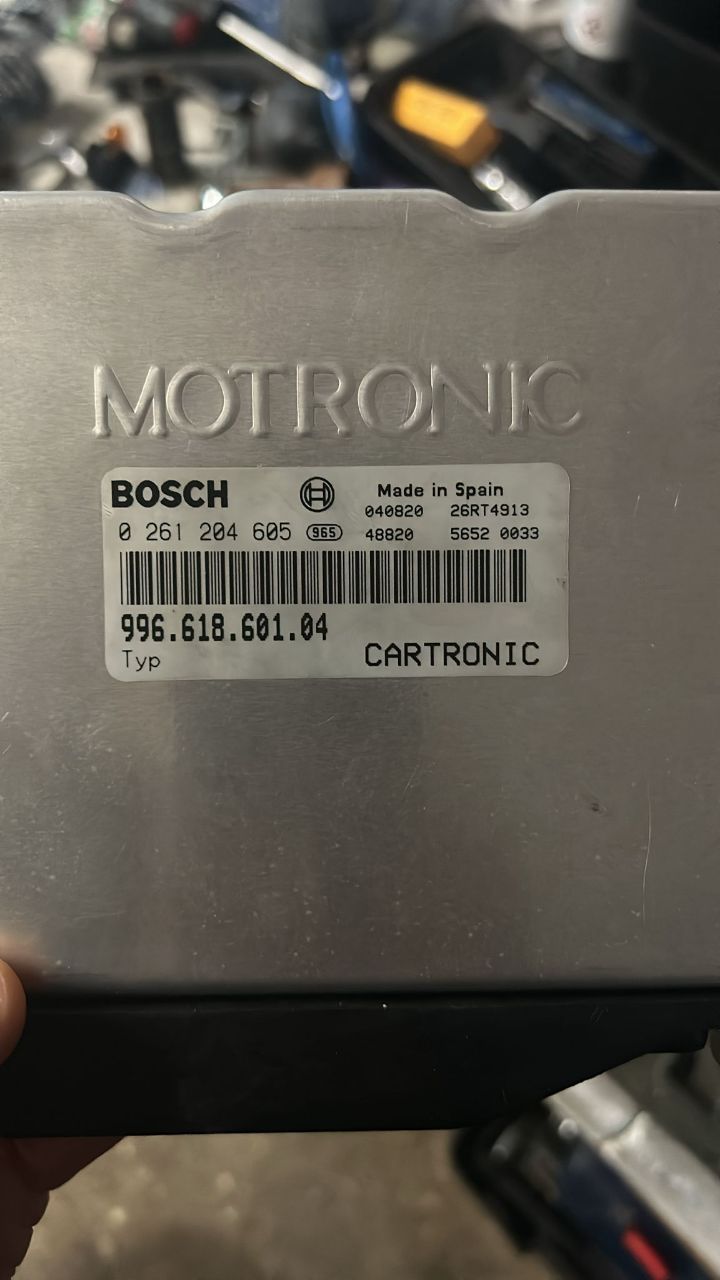 MOTRONIC
BOSCH Made in Spain
040820 26RT4913
0 261 204 605 965 48820 5652 0033
996.618.601.04
Typ CARTRONIC